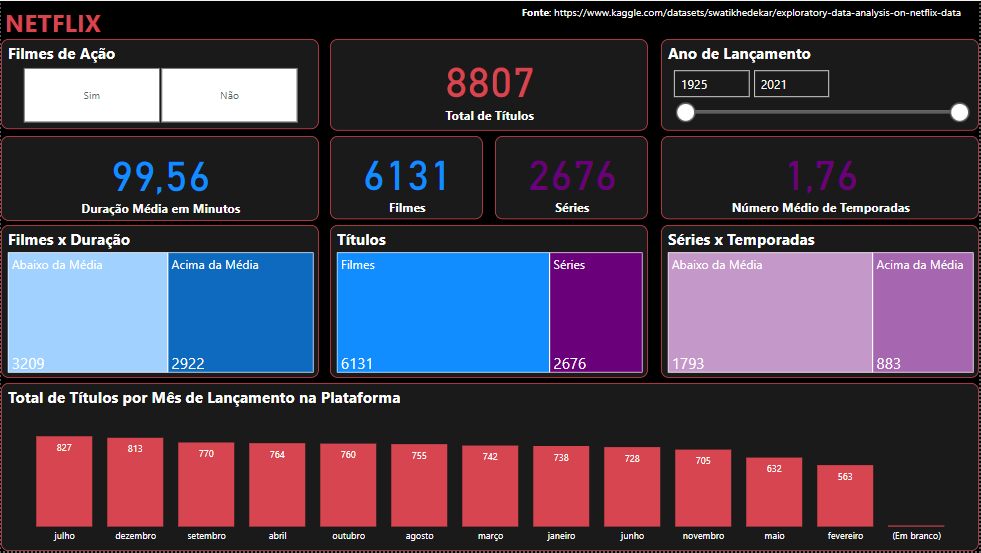 NETFLIX
Fonte: https://www.kaggle.com/datasets/swatikhedekar/exploratory-data-analysis-on-netflix-data
Filmes de Ação
Sim
Não
8807
Total de Títulos
Ano de Lançamento
1925
2021
99,56
Duração Média em Minutos
6131
Filmes
2676
Séries
1,76
Número Médio de Temporadas
Filmes x Duração
Abaixo da Média
Acima da Média
3209
2922
Títulos
Filmes
Séries
6131
2676
Séries x Temporadas
Abaixo da Média
Acima da Média
1793
883
Total de Títulos por Mês de Lançamento na Plataforma
827 813 770 764 760 755 742 738 728 705 632 563
julho dezembro setembro abril outubro agosto março janeiro junho novembro maio fevereiro (Em branco)